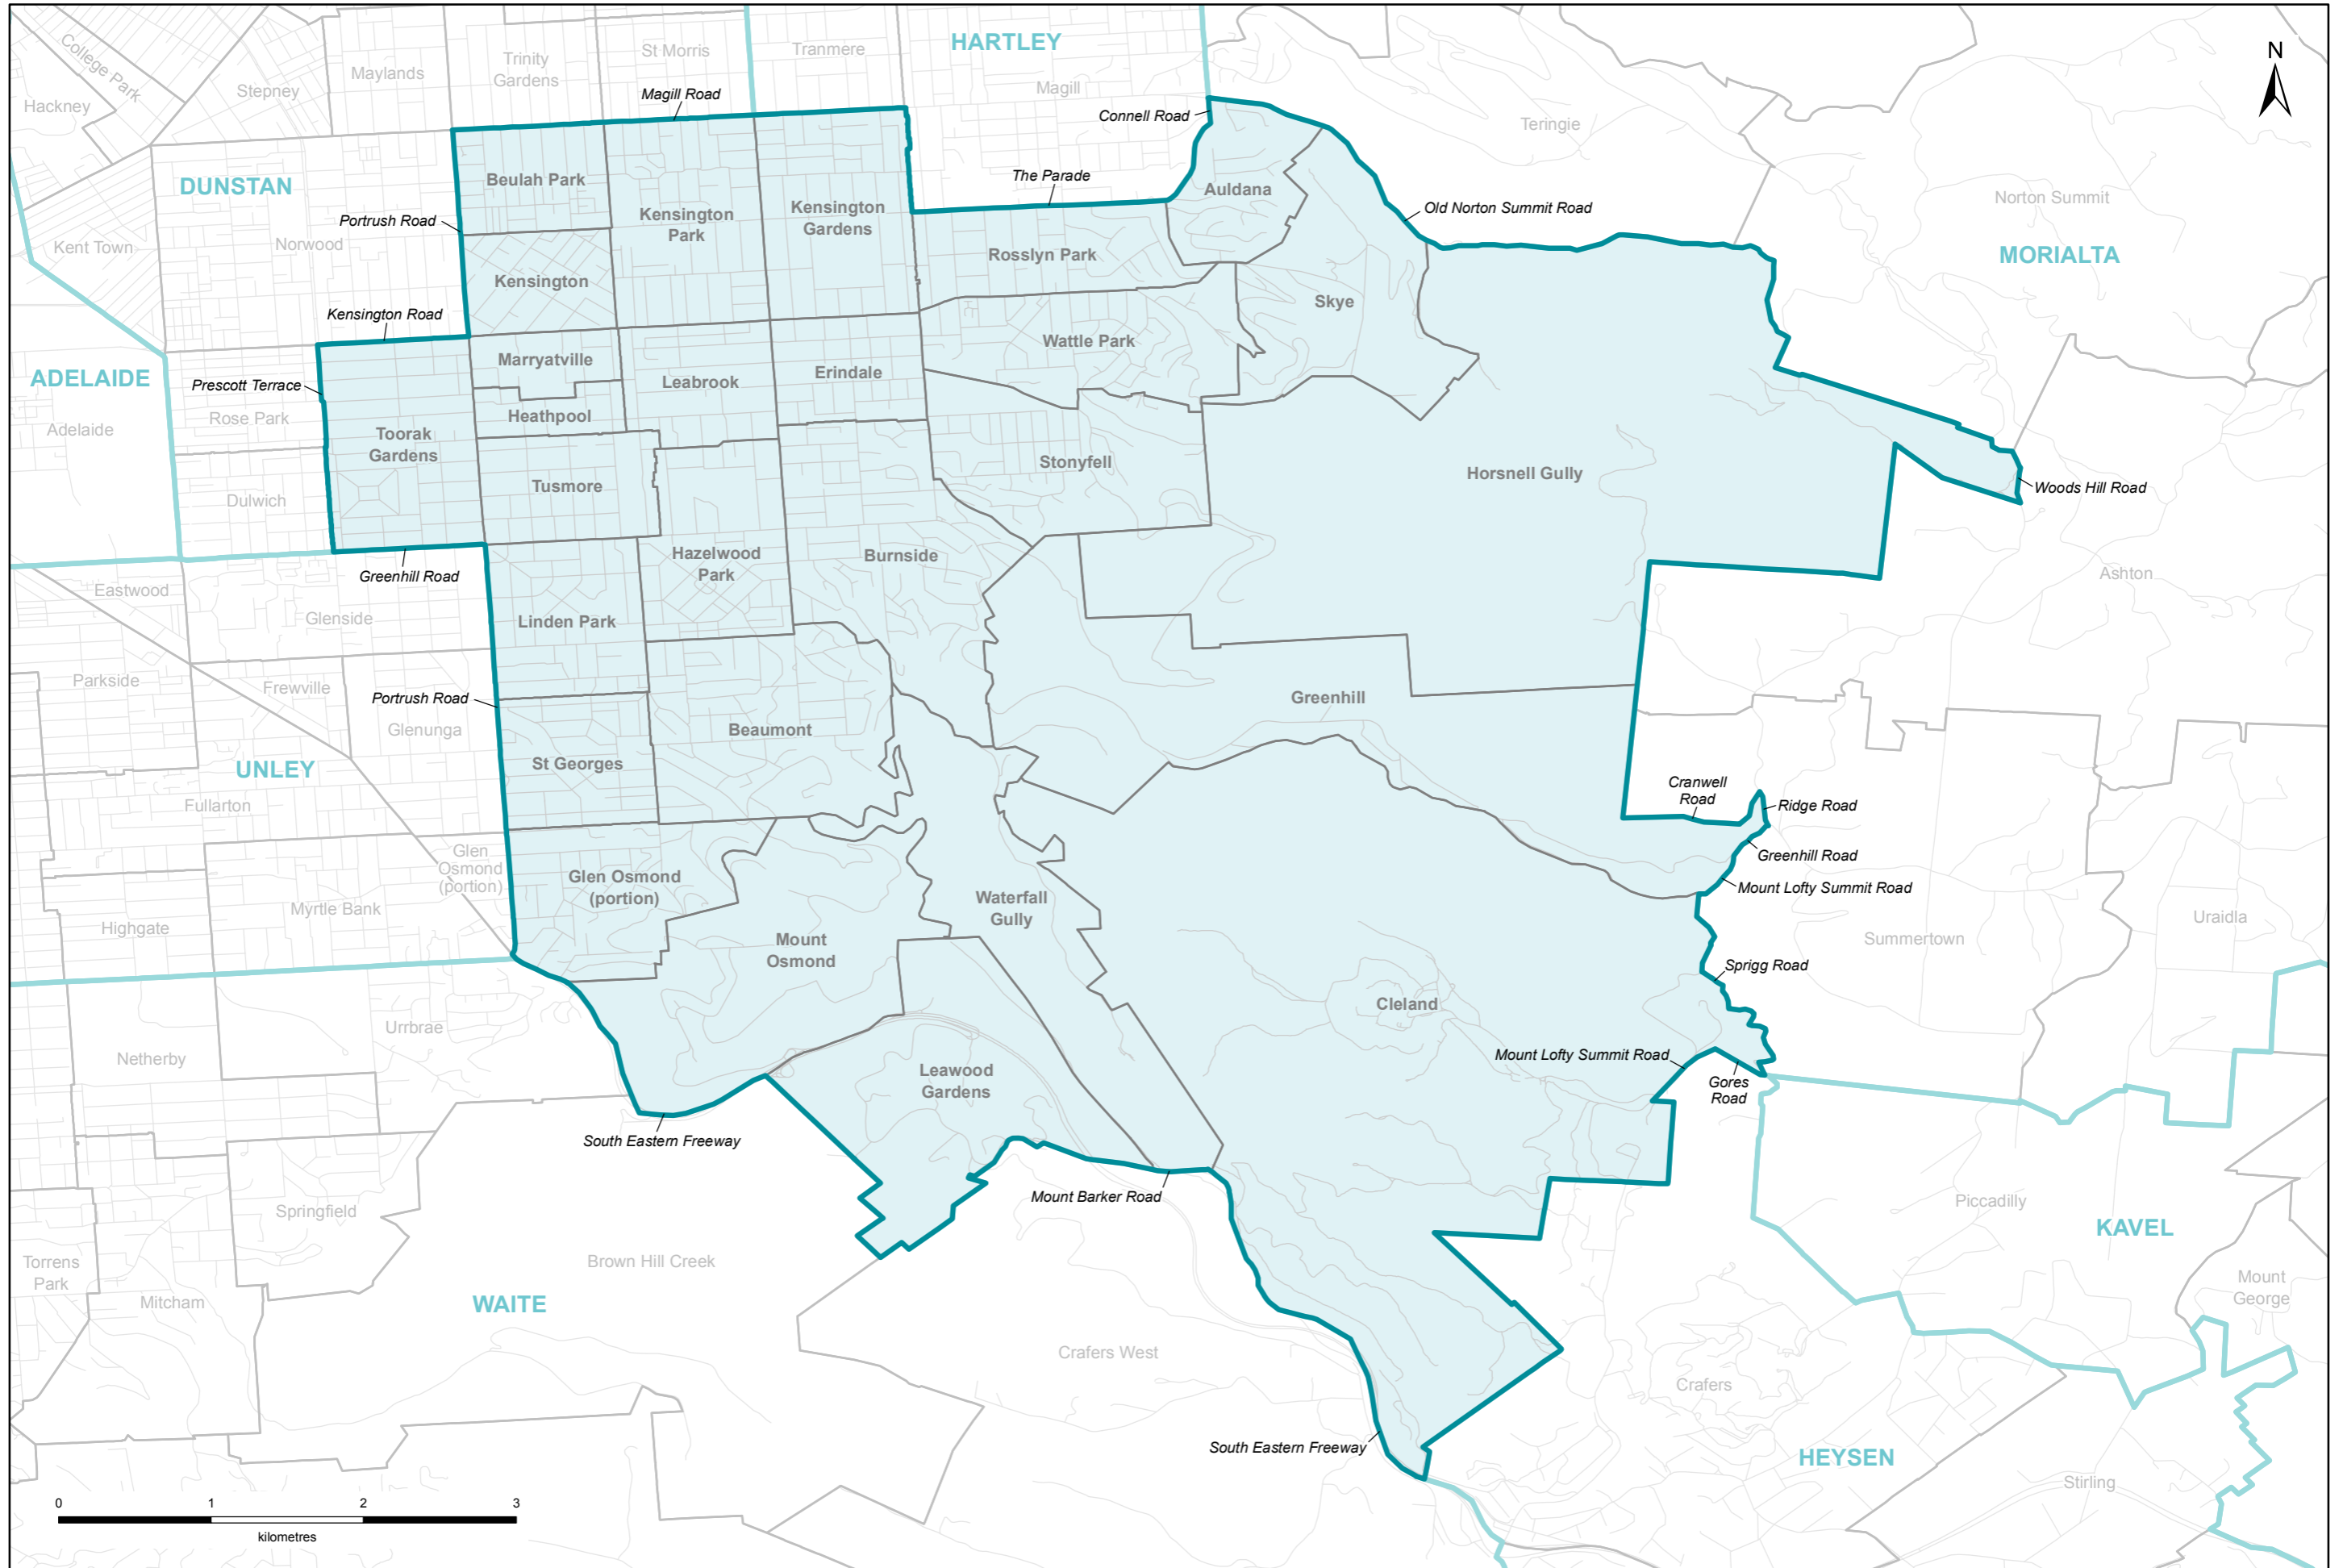 College Park
Hackney
Stepney
Maylands
Trinity
Gardens
St Morris
Tranmere
HARTLEY
Magill
N
Magill Road
Connell Road
Teringie
DUNSTAN
Beulah Park
The Parade
Auldana
Norton Summit
Portrush Road
Kensington
Park
Kensington
Gardens
Old Norton Summit Road
Kent Town
Norwood
Rosslyn Park
MORIALTA
Kensington
Skye
Kensington Road
Marryatville
Wattle Park
ADELAIDE
Prescott Terrace
Leabrook
Erindale
Adelaide
Rose Park
Heathpool
Toorak
Gardens
Stonyfell
Horsnell Gully
Woods Hill Road
Dulwich
Tusmore
Hazelwood
Park
Burnside
Greenhill Road
Ashton
Eastwood
Glenside
Linden Park
Parkside
Frewville
Portrush Road
Glenunga
Greenhill
Beaumont
UNLEY
St Georges
Fullarton
Cranwell
Road
Ridge Road
Glen
Osmond
(portion)
Greenhill Road
Glen Osmond
(portion)
Mount Lofty Summit Road
Waterfall
Gully
Highgate
Myrtle Bank
Uraidla
Mount
Osmond
Summertown
Sprigg Road
Cleland
Urrbrae
Netherby
Leawood
Gardens
Mount Lofty Summit Road
Gores
Road
South Eastern Freeway
Mount Barker Road
Springfield
Piccadilly
KAVEL
Torrens
Park
Brown Hill Creek
Mount
George
Mitcham
WAITE
Crafers West
Crafers
South Eastern Freeway
HEYSEN
Stirling
0 1 2 3
kilometres